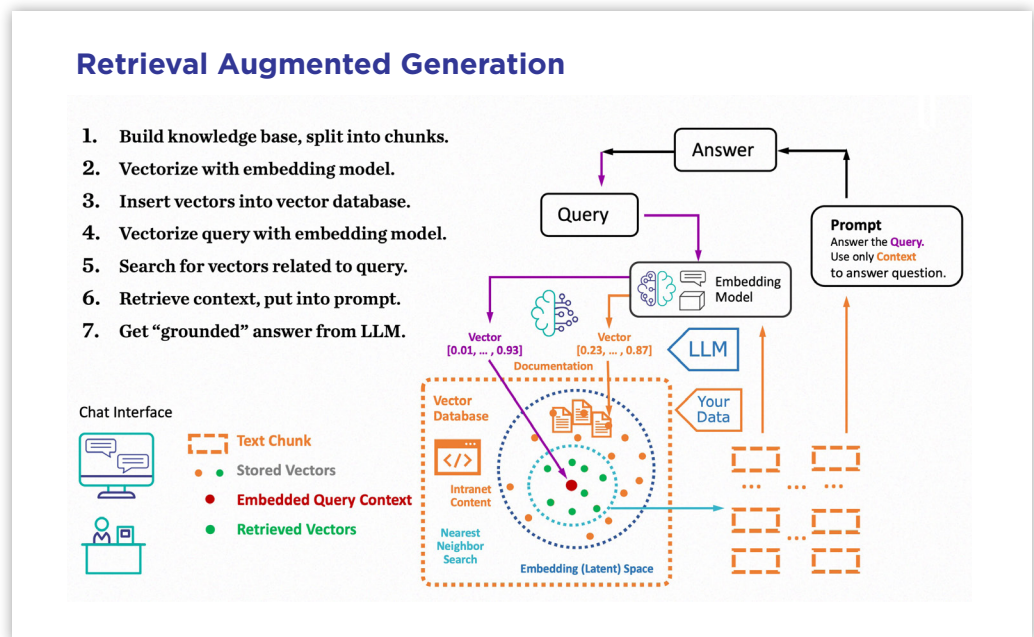 Retrieval Augmented Generation
1. Build knowledge base, split into chunks.
2. Vectorize with embedding model.
3. Insert vectors into vector database.
4. Vectorize query with embedding model.
5. Search for vectors related to query.
6. Retrieve context, put into prompt.
7. Get “grounded” answer from LLM.
Answer
Query
Prompt
Answer the Query.
Use only Context
to answer question.
Embedding
Model
Vector
[0.01, ... , 0.93]
Vector
[0.23, ... , 0.87]
LLM
Documentation
Your
Data
Vector
Database
</>
Intranet
Content
Nearest
Neighbor
Search
Embedding (Latent) Space
Chat Interface
Text Chunk
Stored Vectors
Embedded Query Context
Retrieved Vectors
... ... ...
...